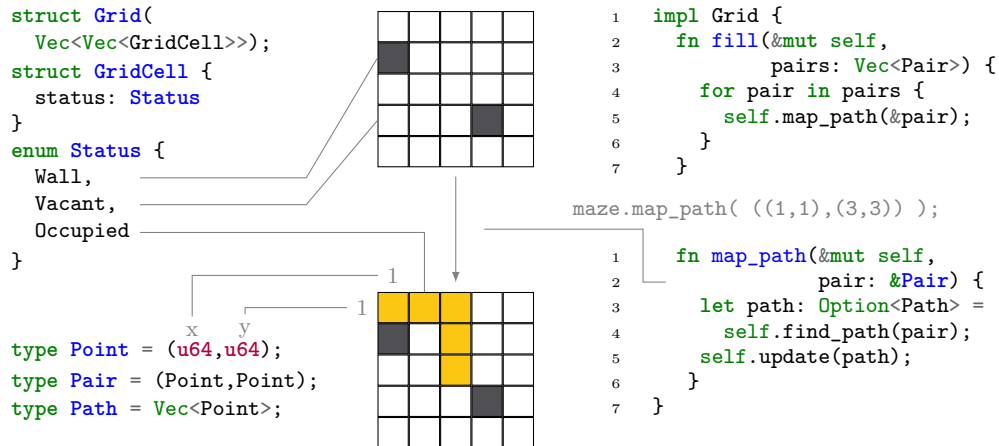 struct Grid(
Vec<Vec<GridCell>>);
struct GridCell {
status: Status
}
enum Status {
Wall,
Vacant,
Occupied
}
x
y
1
1
type Point = (u64,u64);
type Pair = (Point,Point);
type Path = Vec<Point>;
1 impl Grid {
2 fn fill(&mut self,
3 pairs: Vec<Pair>) {
4 for pair in pairs {
5 self.map_path(&pair);
6 }
7 }
maze.map_path( ((1,1),(3,3)) );
1 fn map_path(&mut self,
2 pair: &Pair) {
3 let path: Option<Path> =
4 self.find_path(pair);
5 self.update(path);
6 }
7 }